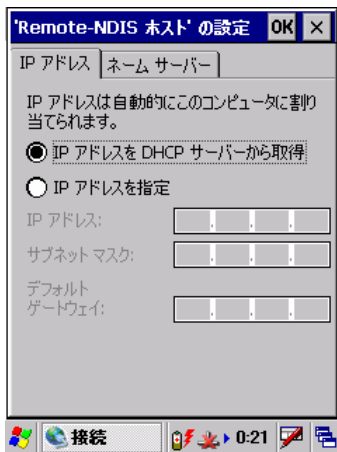 'Remote-NDIS ホスト' の設定 OK ×
IP アドレス ネーム サーバー
IP アドレスは自動的にこのコンピュータに割り
当てられます。
IP アドレスを DHCP サーバーから取得
IP アドレスを指定
IP アドレス:
サブネット マスク:
デフォルト
ゲートウェイ:
接続 0:21